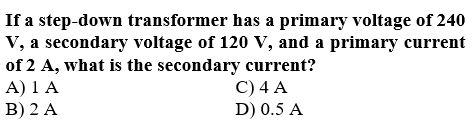 If a step-down transformer has a primary voltage of 240
V, a secondary voltage of 120 V, and a primary current
of 2 A, what is the secondary current?
A) 1 A C) 4 A
B) 2 A D) 0.5 A